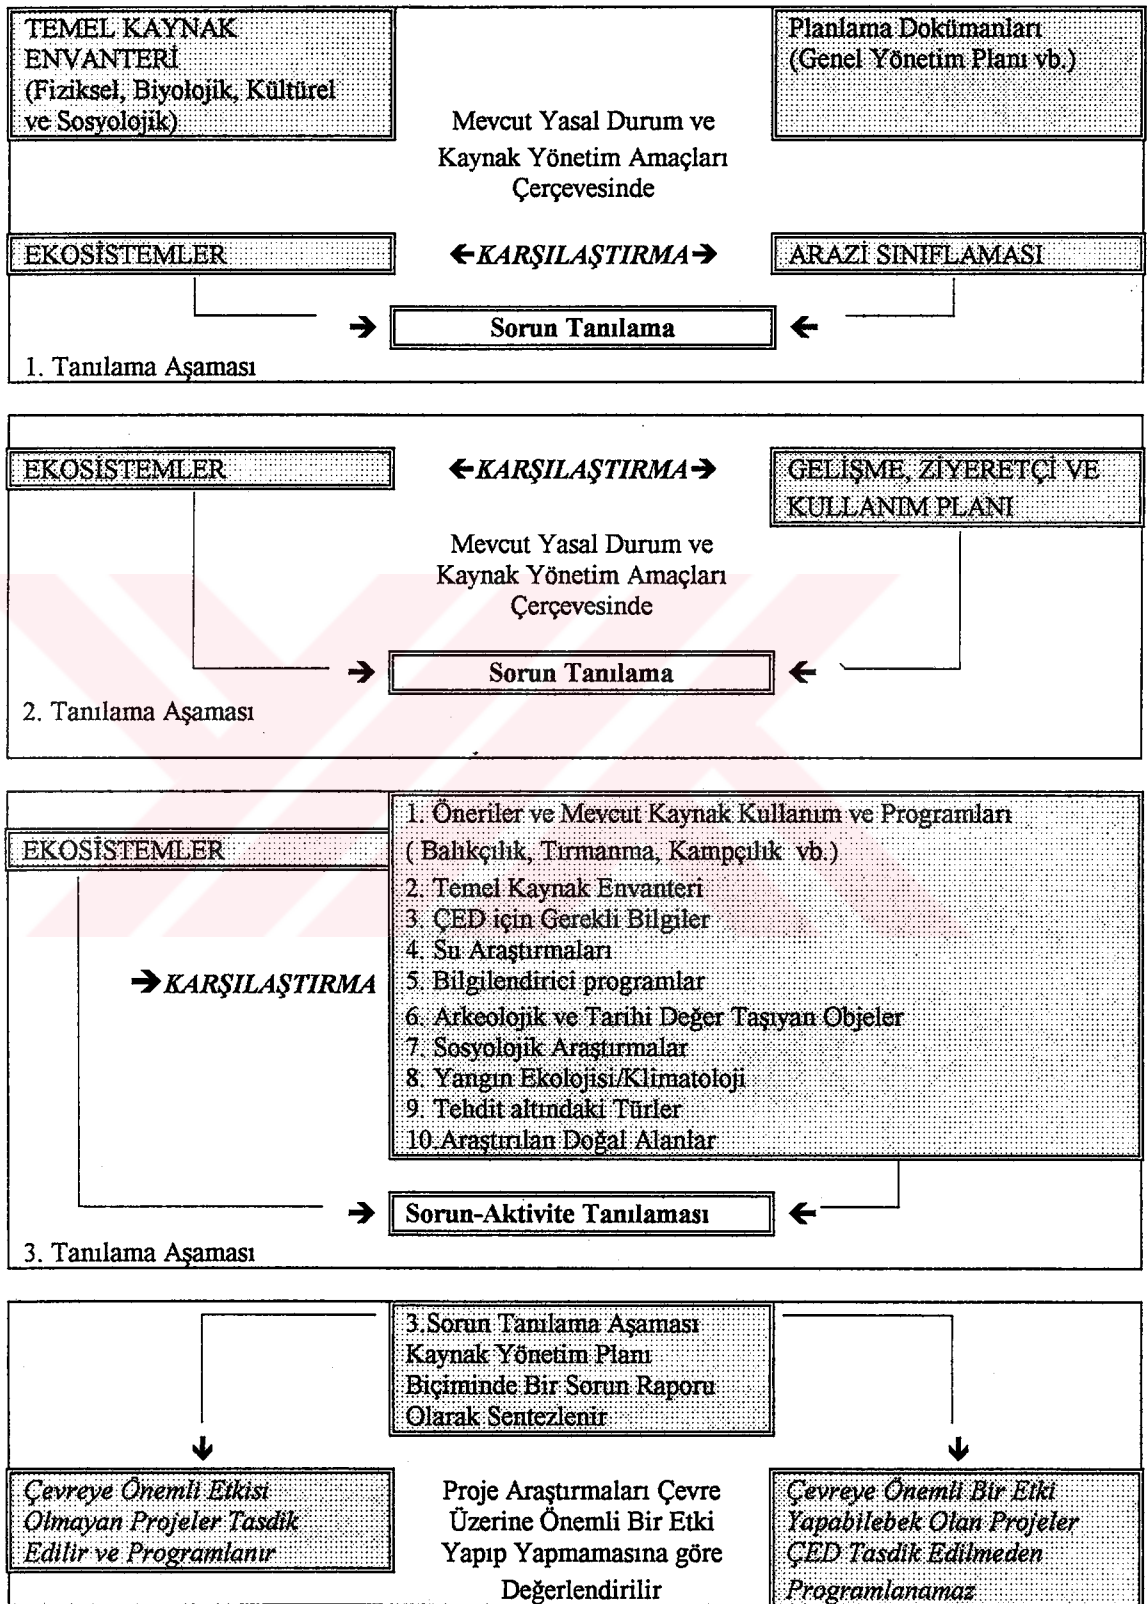 TEMEL KAYNAK
ENVANTERİ
(Fiziksel, Biyolojik, Kültürel
ve Sosyolojik)
Planlama Dokümanları
(Genel Yönetim Planı vb.)
Mevcut Yasal Durum ve
Kaynak Yönetim Amaçları
Çerçevesinde
EKOSİSTEMLER
←KARŞILAŞTIRMA→
ARAZİ SINIFLAMASI
→ Sorun Tanılama ←
1. Tanılama Aşaması
EKOSİSTEMLER
←KARŞILAŞTIRMA→
GELİŞME, ZİYERETÇİ VE
KULLANIM PLANI
Mevcut Yasal Durum ve
Kaynak Yönetim Amaçları
Çerçevesinde
→ Sorun Tanılama ←
2. Tanılama Aşaması
EKOSİSTEMLER
→KARŞILAŞTIRMA
1. Öneriler ve Mevcut Kaynak Kullanım ve Programları
( Balıkçılık, Tırmanma, Kampçılık vb.)
2. Temel Kaynak Envanteri
3. ÇED için Gerekli Bilgiler
4. Su Araştırmaları
5. Bilgilendirici programlar
6. Arkeolojik ve Tarihi Değer Taşıyan Objeler
7. Sosyolojik Araştırmalar
8. Yangın Ekolojisi/Klimatoloji
9. Tehdit altındaki Türler
10.Araştırılan Doğal Alanlar
→ Sorun-Aktivite Tanılaması ←
3. Tanılama Aşaması
3.Sorun Tanılama Aşaması
Kaynak Yönetim Planı
Biçiminde Bir Sorun Raporu
Olarak Sentezlenir
Çevreye Önemli Etkisi
Olmayan Projeler Tasdik
Edilir ve Programlanır
Proje Araştırmaları Çevre
Üzerine Önemli Bir Etki
Yapıp Yapmamasına göre
Değerlendirilir
Çevreye Önemli Bir Etki
Yapabilebek Olan Projeler
ÇED Tasdik Edilmeden
Programlanamaz